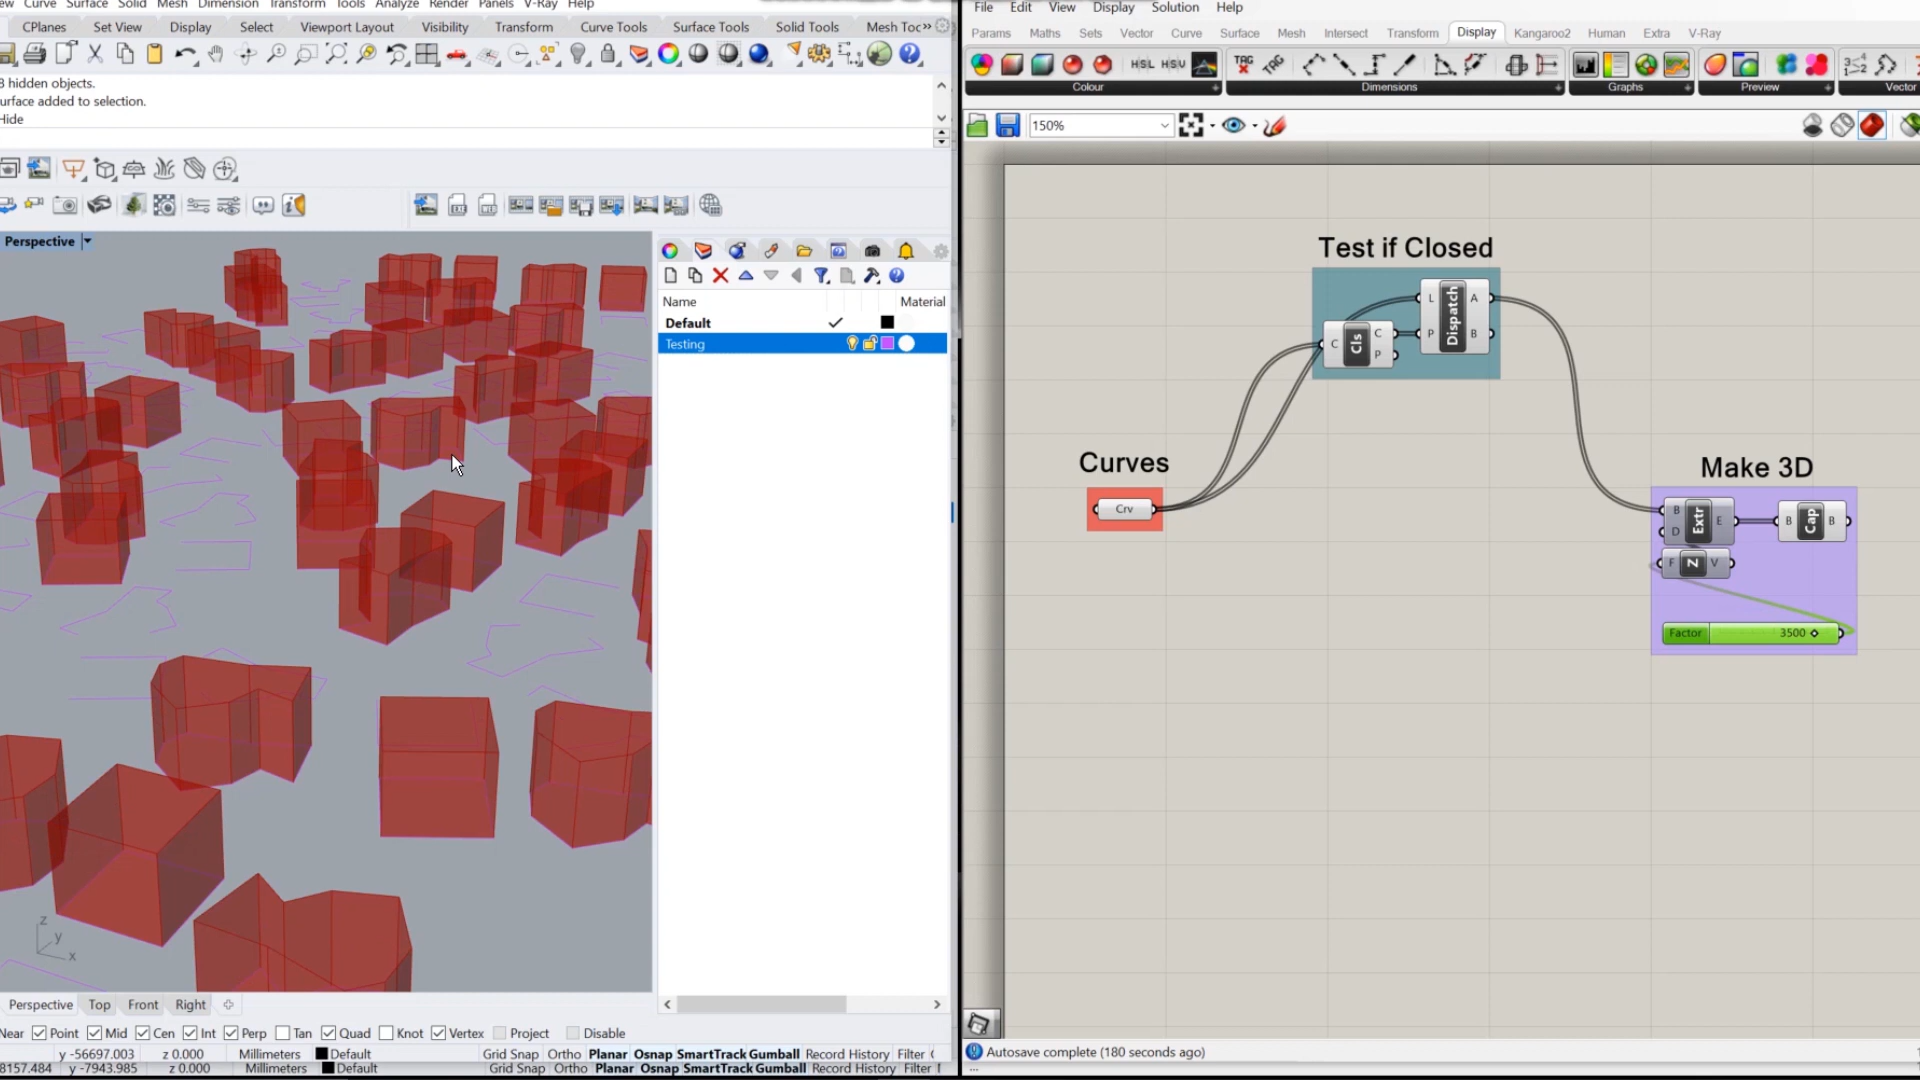 Curve Surface Solid Mesh Dimension Transform Tools Analyze Render Panels V-Ray Help
CPlanes Set View Display Select Viewport Layout Visibility Transform Curve Tools Surface Tools Solid Tools Mesh Toc»
8 hidden objects.
urface added to selection.
Hide
Perspective
Name Material
Default
Testing
z
y
x
Perspective Top Front Right
Near Point Mid Cen Int Perp Tan Quad Knot Vertex Project Disable
y -56697.003 z 0.000 Millimeters Default Grid Snap Ortho Planar Osnap SmartTrack Gumball Record History Filter
8157.484 y -7943.985 z 0.000 Millimeters Default Grid Snap Ortho Planar Osnap SmartTrack Gumball Record History Filter
File Edit View Display Solution Help
Params Maths Sets Vector Curve Surface Mesh Intersect Transform Display Kangaroo2 Human Extra V-Ray
HSL HSV TAG TAG
Colour Dimensions Graphs Preview Vector
150%
Test if Closed
L A
Dispatch
P B
C Cls C
P
Curves
Crv
Make 3D
B Extr E
D
B Cap B
F Z V
Factor 3500
Autosave complete (180 seconds ago)
...